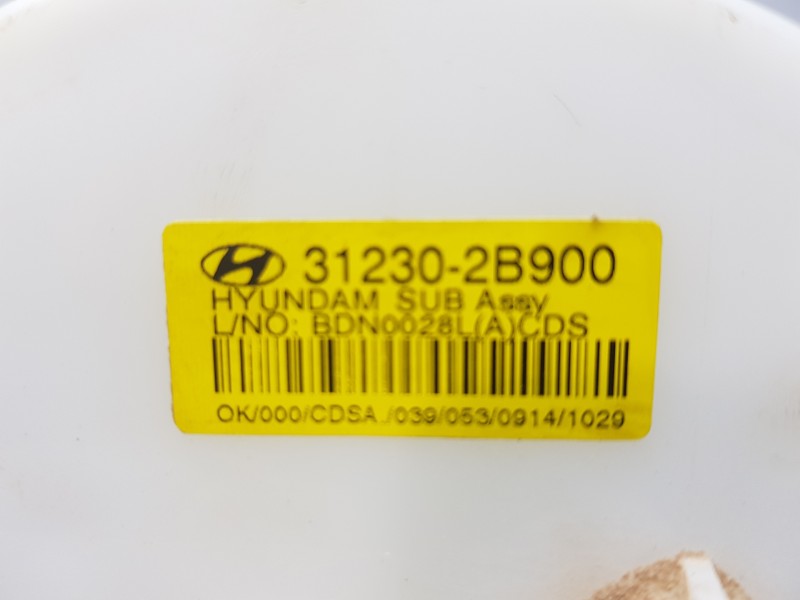 31230-2B900
HYUNDAM SUB Assy
L/NO: BDN0028L(A)CDS
OK/000/CDSA /039/053/0914/1029